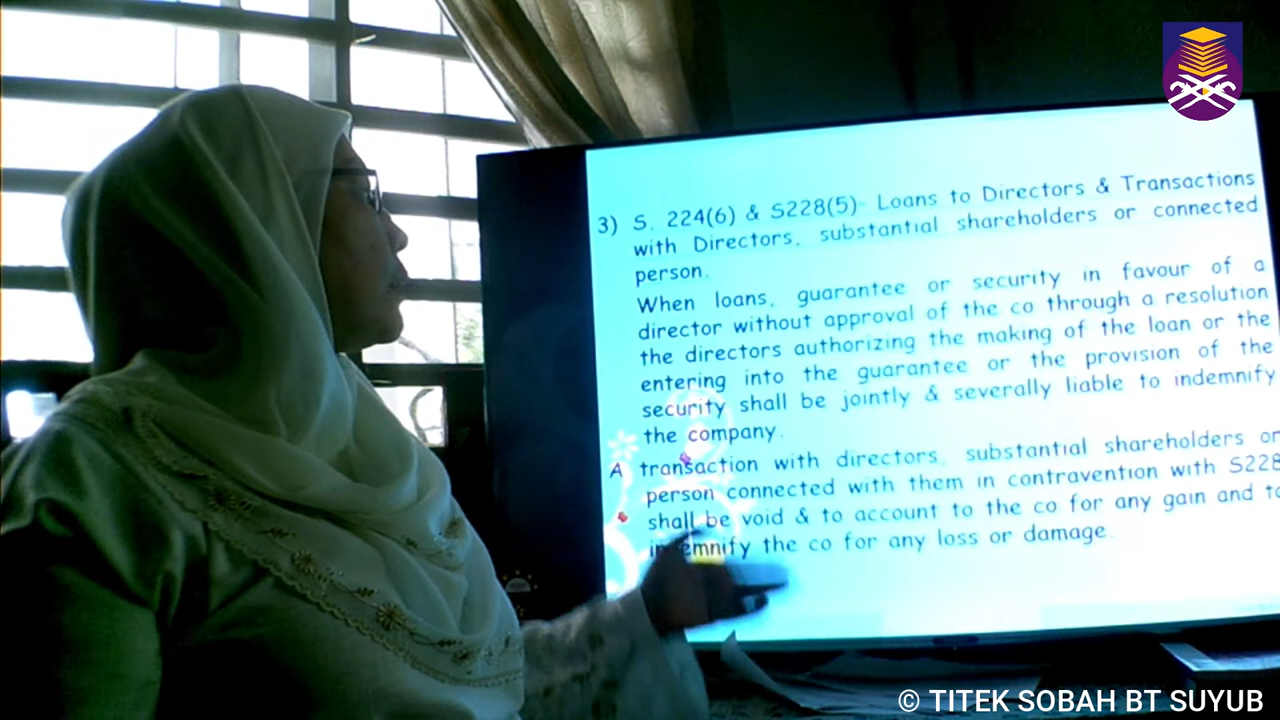 3) S. 224(6) & S228(5)- Loans to Directors & Transactions
with Directors, substantial shareholders or connected
person.
When loans, guarantee or security in favour of a
director without approval of the co through a resolution
the directors authorizing the making of the loan or the
entering into the guarantee or the provision of the
security shall be jointly & severally liable to indemnify
the company.
A transaction with directors, substantial shareholders or
person connected with them in contravention with S228
shall be void & to account to the co for any gain and to
indemnify the co for any loss or damage.
© TITEK SOBAH BT SUYUB